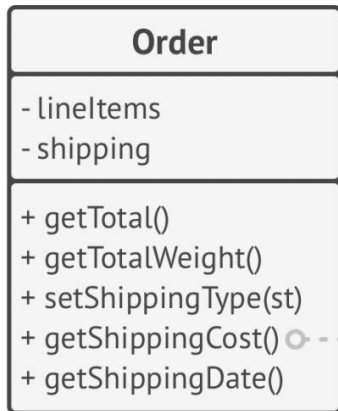 Order
- lineItems
- shipping
+ getTotal()
+ getTotalWeight()
+ setShippingType(st)
+ getShippingCost()
+ getShippingDate()